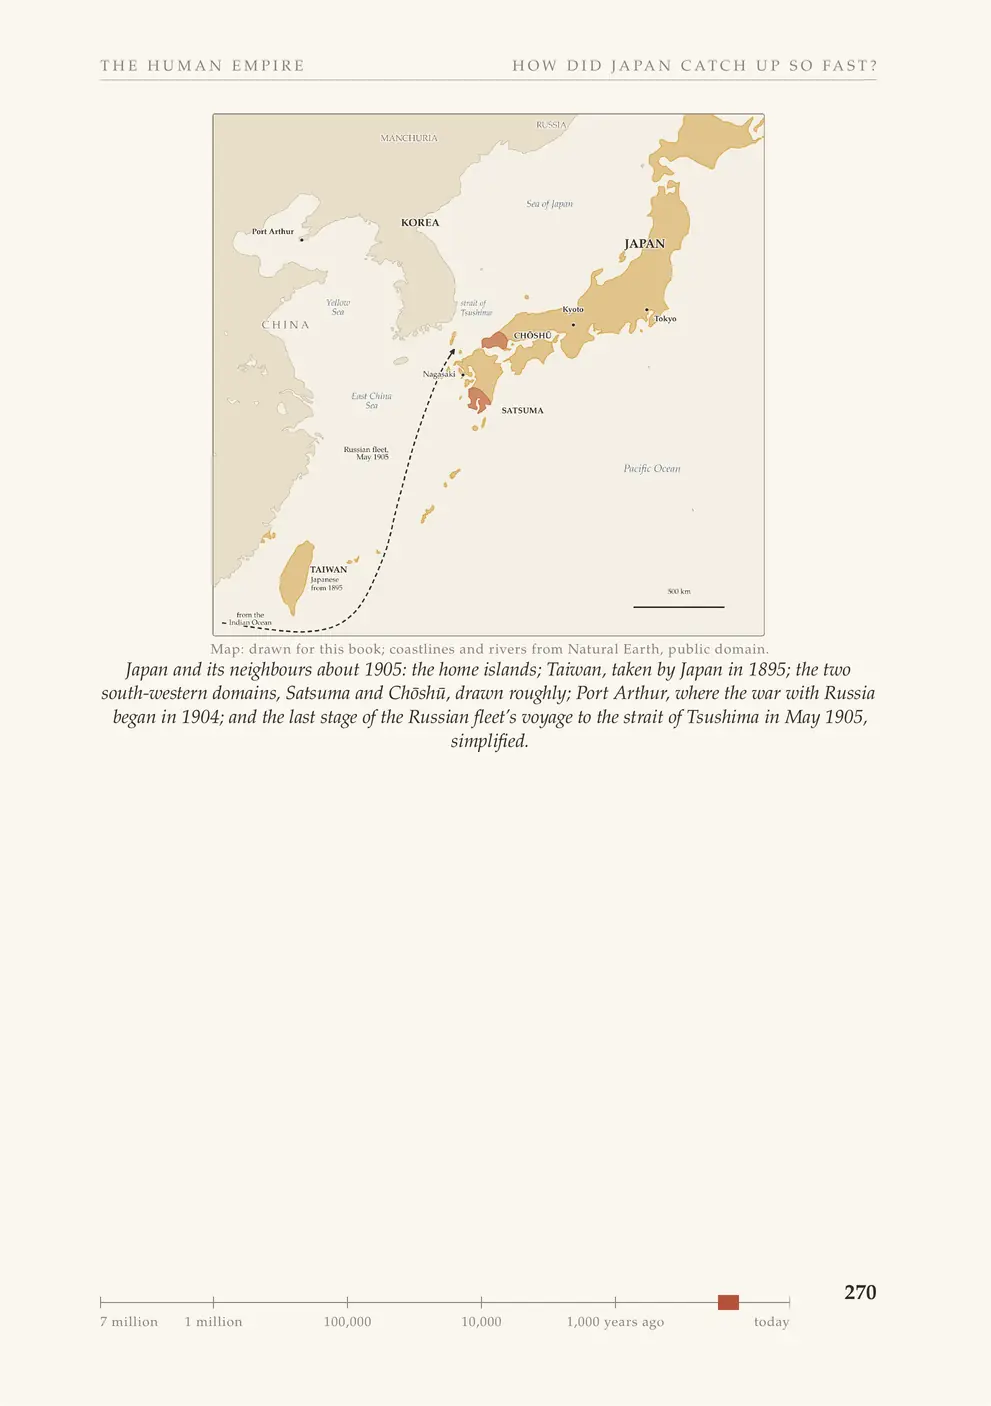 THE HUMAN EMPIRE
HOW DID JAPAN CATCH UP SO FAST?
RUSSIA
MANCHURIA
Sea of Japan
KOREA
Port Arthur
JAPAN
Yellow
Sea
strait of
Tsushima
Kyoto
Tokyo
CHINA
CHŌSHŪ
Nagasaki
East China
Sea
SATSUMA
Russian fleet,
May 1905
Pacific Ocean
TAIWAN
Japanese
from 1895
500 km
from the
Indian Ocean
Map: drawn for this book; coastlines and rivers from Natural Earth, public domain.
Japan and its neighbours about 1905: the home islands; Taiwan, taken by Japan in 1895; the two
south-western domains, Satsuma and Chōshū, drawn roughly; Port Arthur, where the war with Russia
began in 1904; and the last stage of the Russian fleet's voyage to the strait of Tsushima in May 1905,
simplified.
270
7 million
1 million
100,000
10,000
1,000 years ago
today